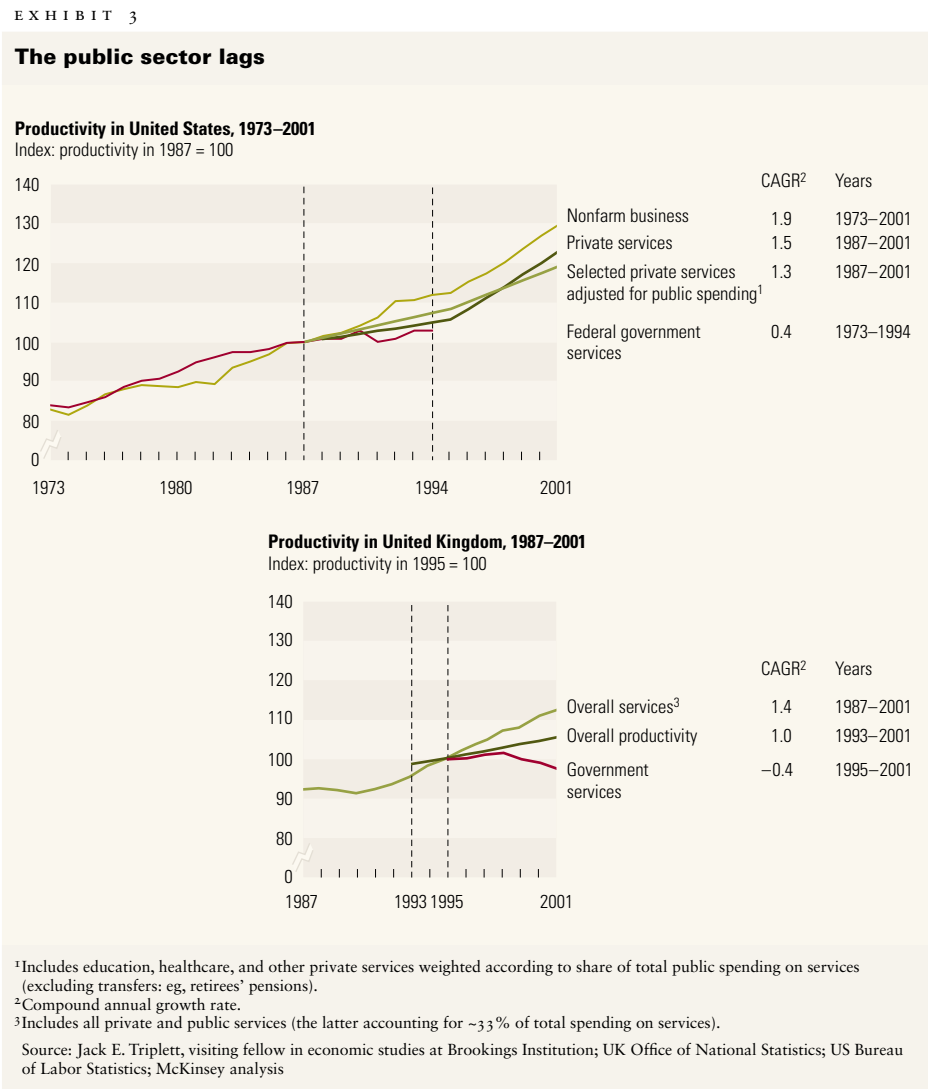 EXHIBIT 3
The public sector lags
Productivity in United States, 1973–2001
Index: productivity in 1987 = 100
CAGR² Years
140
130
120
110
100
90
80
0
Nonfarm business 1.9 1973–2001
Private services 1.5 1987–2001
Selected private services 1.3 1987–2001
adjusted for public spending¹
Federal government 0.4 1973–1994
services
1973 1980 1987 1994 2001
Productivity in United Kingdom, 1987–2001
Index: productivity in 1995 = 100
140
130
120
110
100
90
80
0
CAGR² Years
Overall services³ 1.4 1987–2001
Overall productivity 1.0 1993–2001
Government –0.4 1995–2001
services
1987 1993 1995 2001
¹Includes education, healthcare, and other private services weighted according to share of total public spending on services
(excluding transfers: eg, retirees' pensions).
²Compound annual growth rate.
³Includes all private and public services (the latter accounting for ~33% of total spending on services).
Source: Jack E. Triplett, visiting fellow in economic studies at Brookings Institution; UK Office of National Statistics; US Bureau
of Labor Statistics; McKinsey analysis